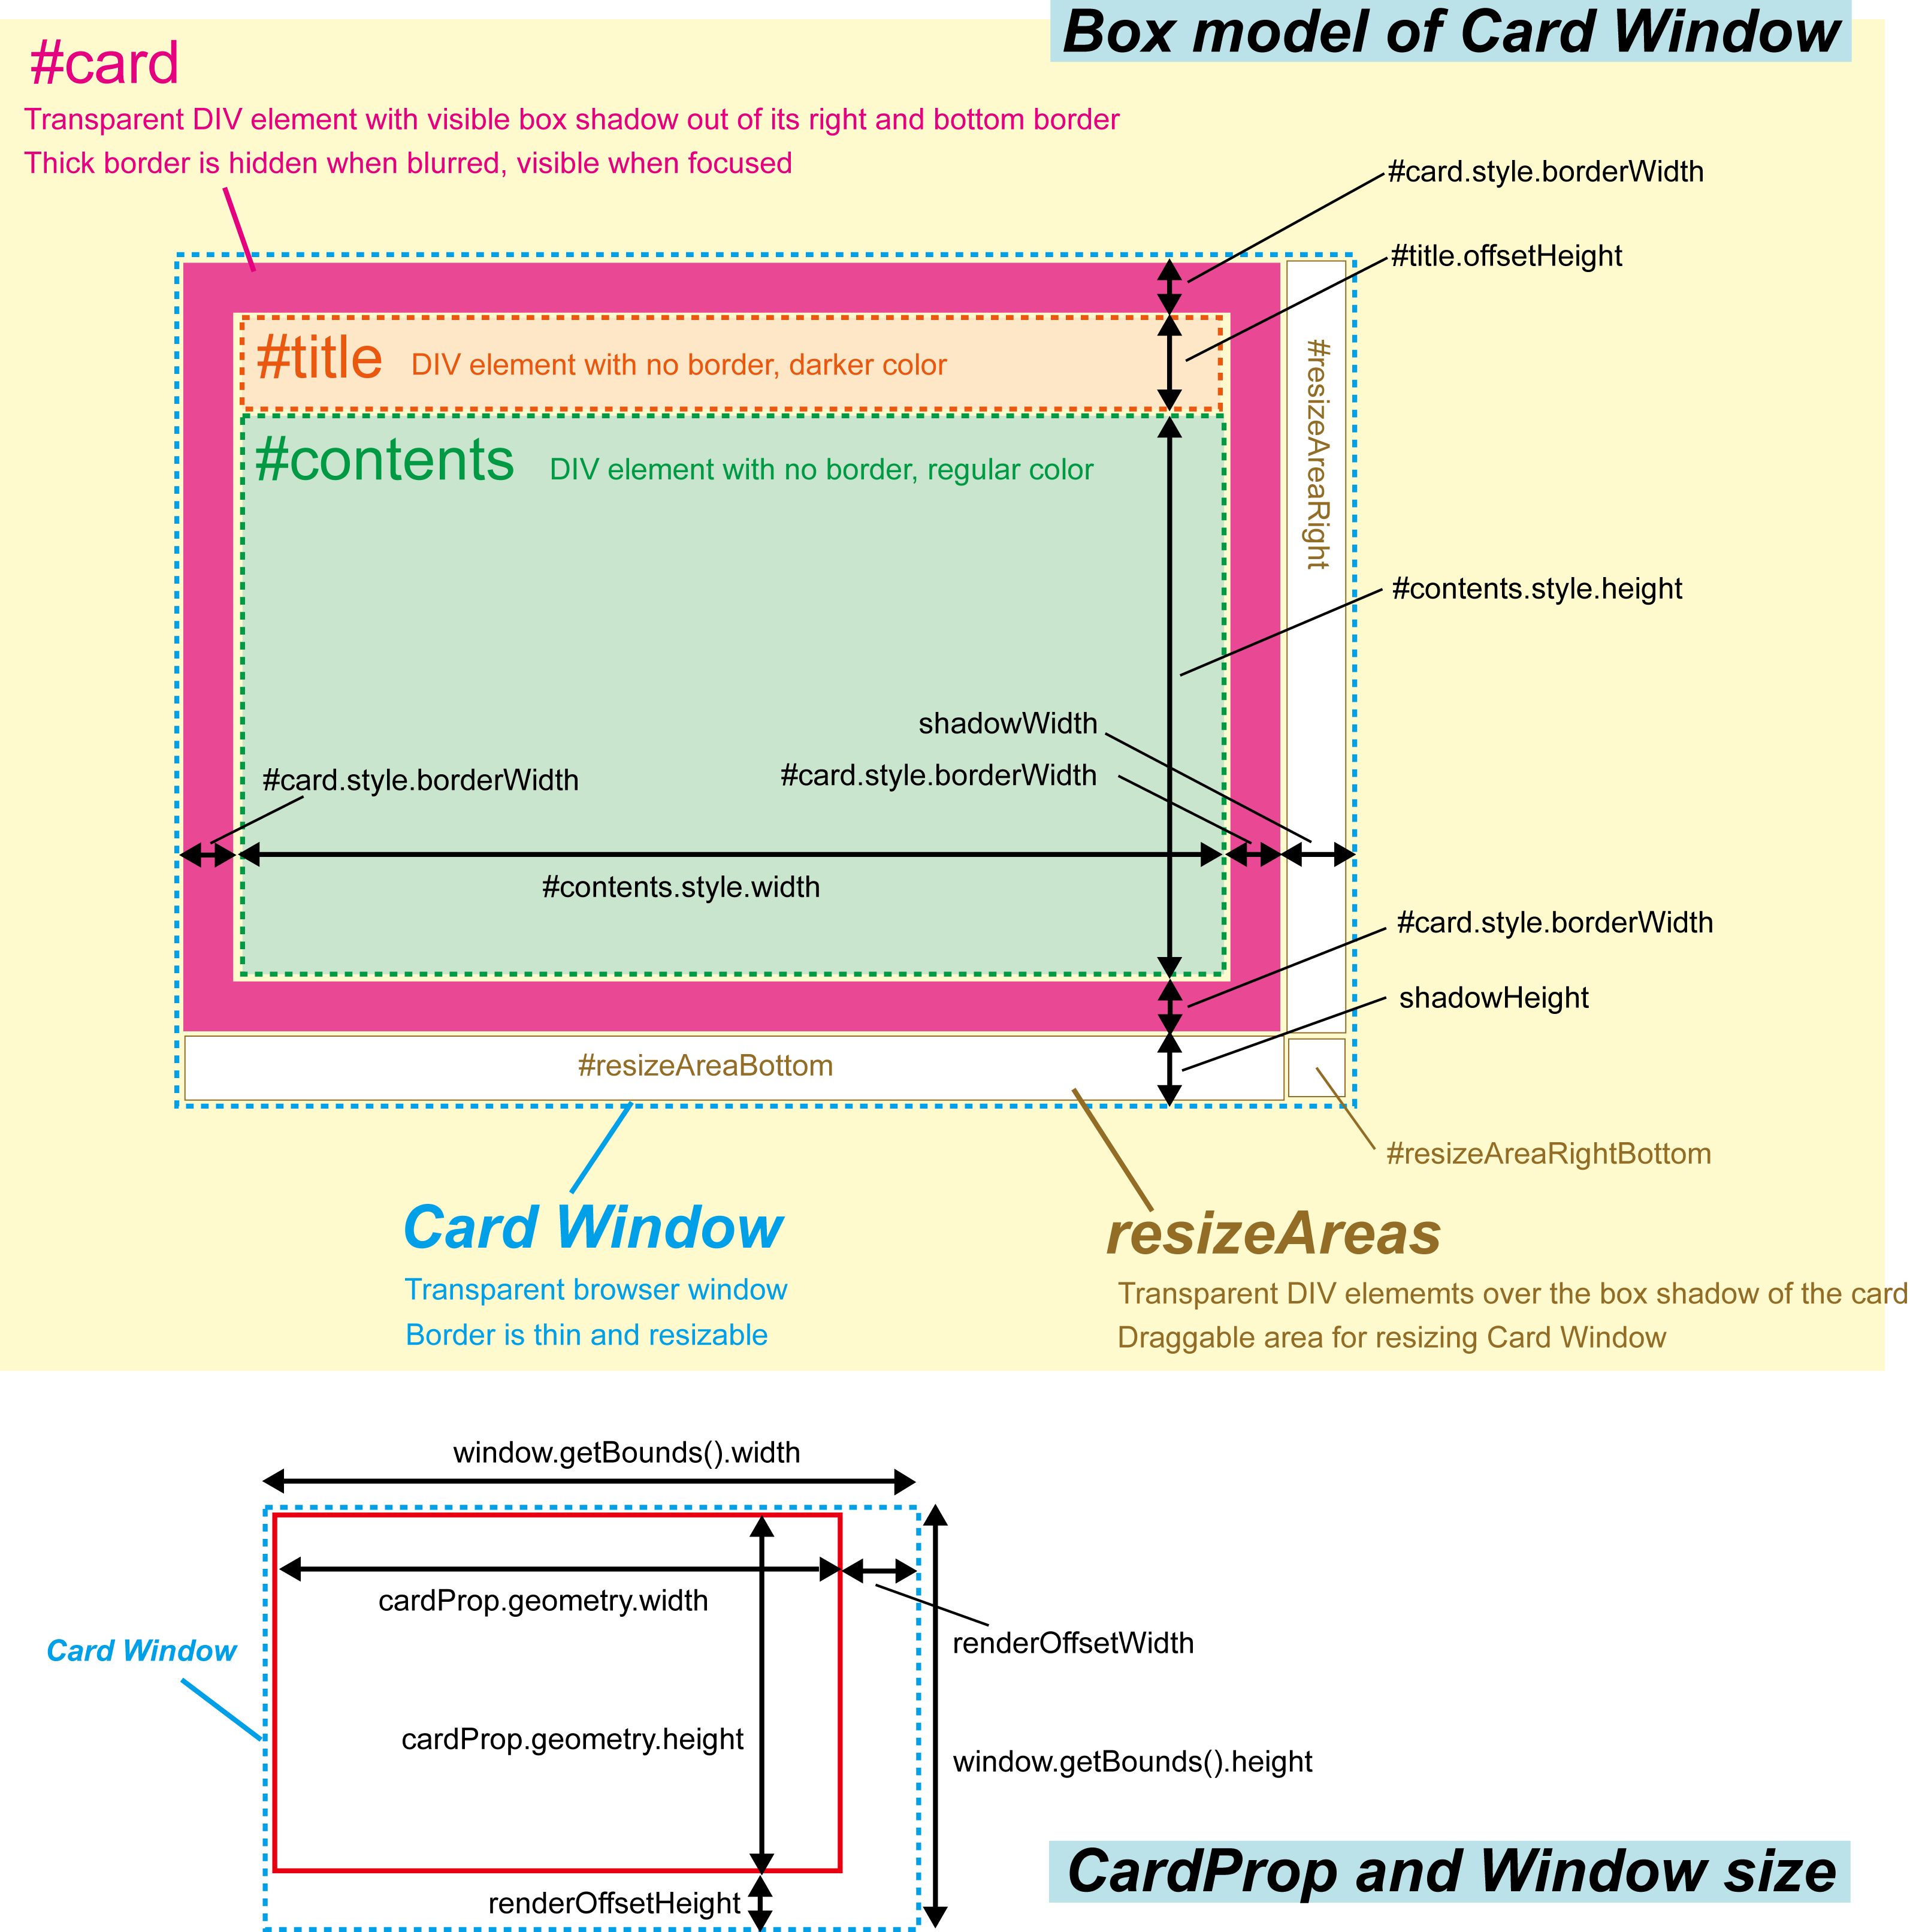 Box model of Card Window
#card
Transparent DIV element with visible box shadow out of its right and bottom border
Thick border is hidden when blurred, visible when focused
#card.style.borderWidth
#title.offsetHeight
#title DIV element with no border, darker color
#resizeAreaRight
#contents DIV element with no border, regular color
#contents.style.height
shadowWidth
#card.style.borderWidth
#card.style.borderWidth
#contents.style.width
#card.style.borderWidth
shadowHeight
#resizeAreaBottom
#resizeAreaRightBottom
Card Window
Transparent browser window
Border is thin and resizable
resizeAreas
Transparent DIV elememts over the box shadow of the card
Draggable area for resizing Card Window
window.getBounds().width
cardProp.geometry.width
renderOffsetWidth
Card Window
cardProp.geometry.height
window.getBounds().height
CardProp and Window size
renderOffsetHeight